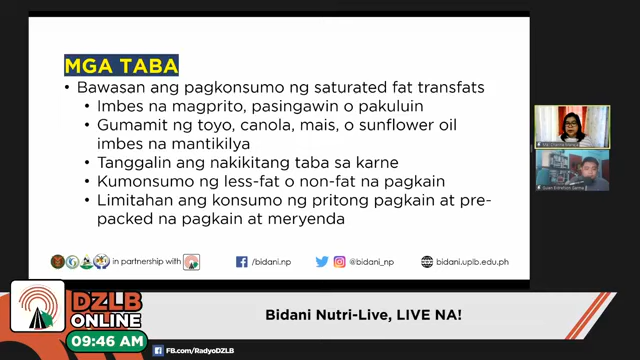 MGA TABA
• Bawasan ang pagkonsumo ng saturated fat transfats
• Imbes na magprito, pasingawin o pakuluin
• Gumamit ng toyo, canola, mais, o sunflower oil
imbes na mantikilya
• Tanggalin ang nakikitang taba sa karne
• Kumonsumo ng less-fat o non-fat na pagkain
• Limitahan ang konsumo ng pritong pagkain at pre-
packed na pagkain at meryenda
in partnership with
/bidani.np
@bidani_np
bidani.uplb.edu.ph
DZLB
ONLINE
09:46 AM
Bidani Nutri-Live, LIVE NA!
FB.com/RadyoDZLB